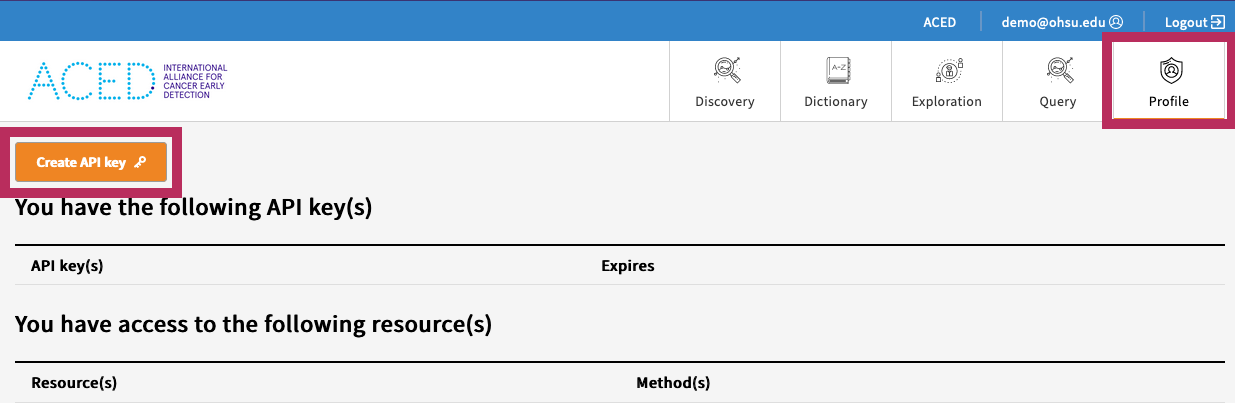 ACED demo@ohsu.edu Logout
ACED
INTERNATIONAL
ALLIANCE FOR
CANCER EARLY
DETECTION
A-Z
Discovery Dictionary Exploration Query Profile
Create API key
You have the following API key(s)
API key(s) Expires
You have access to the following resource(s)
Resource(s) Method(s)